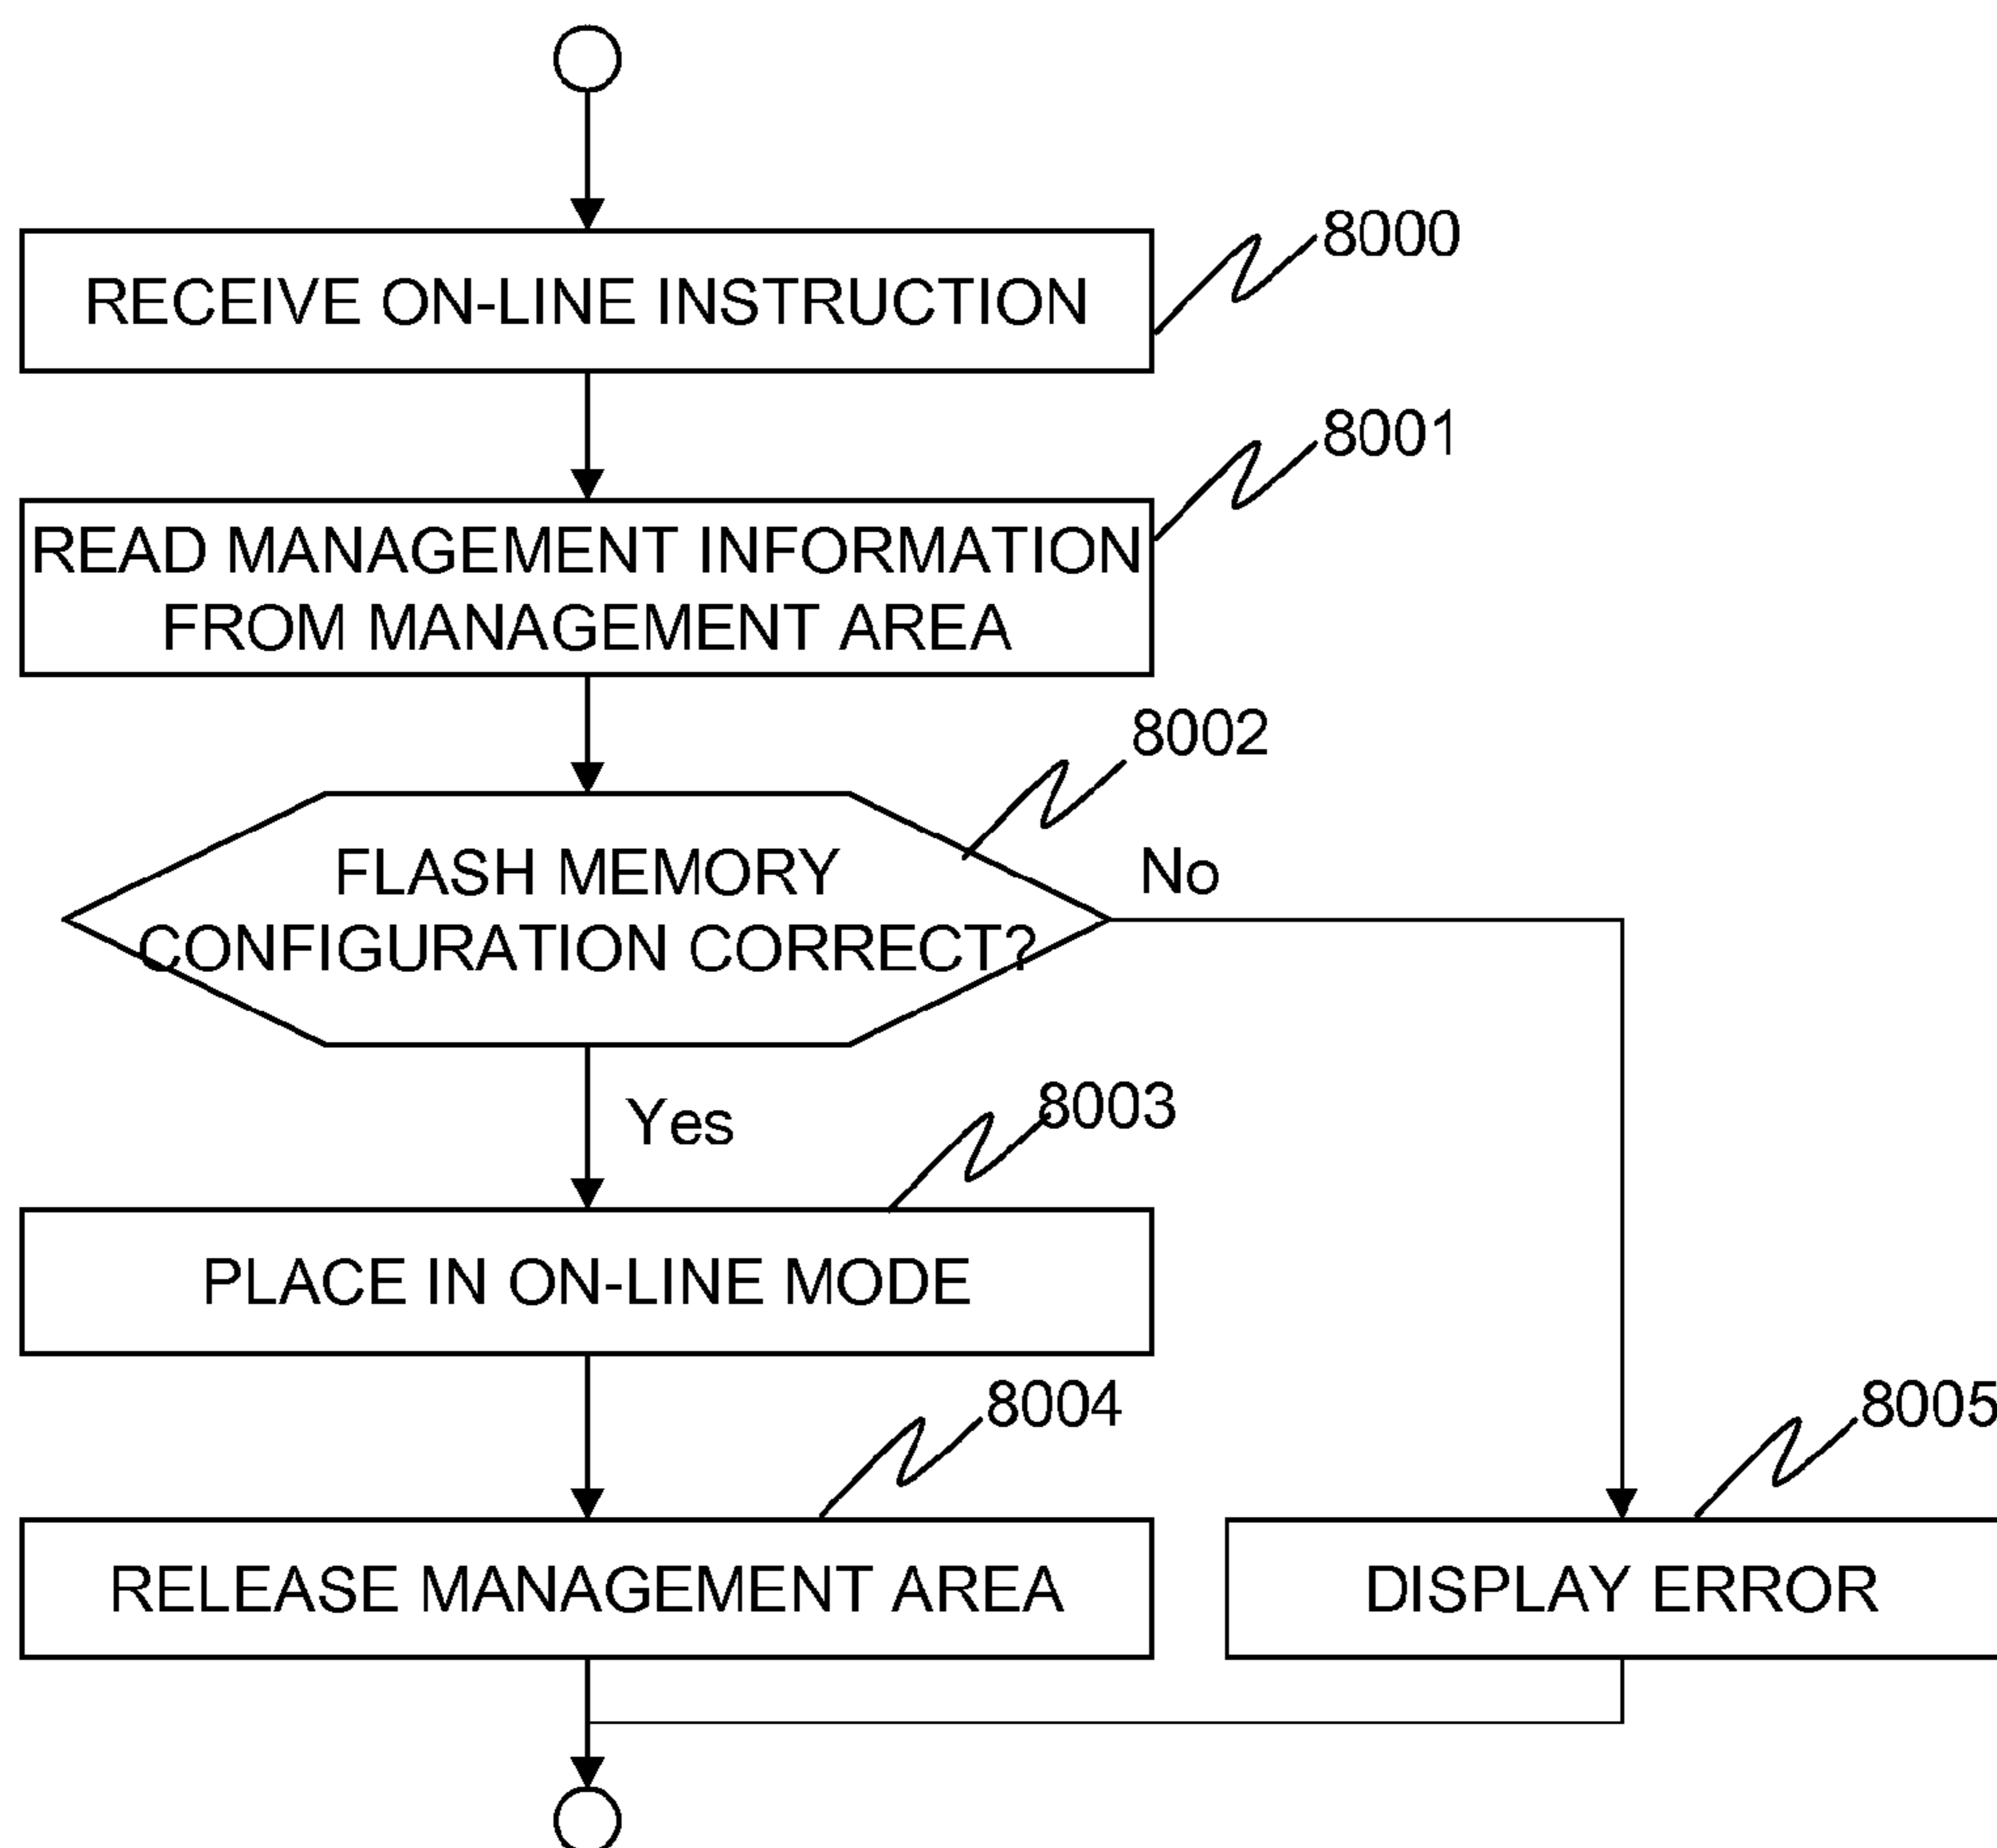 8000
RECEIVE ON-LINE INSTRUCTION
8001
READ MANAGEMENT INFORMATION
FROM MANAGEMENT AREA
8002
FLASH MEMORY
CONFIGURATION CORRECT?
No
Yes
8003
PLACE IN ON-LINE MODE
8004
RELEASE MANAGEMENT AREA
8005
DISPLAY ERROR